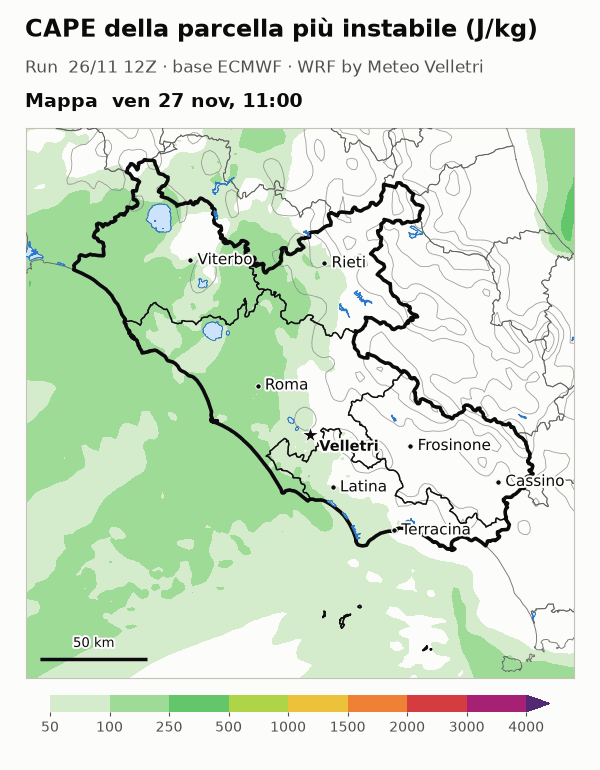 CAPE della parcella più instabile (J/kg)
Run  26/11 12Z · base ECMWF · WRF by Meteo Velletri
Mappa  ven 27 nov, 11:00
Viterbo
Rieti
Roma
Velletri
Frosinone
Latina
Cassino
Terracina
50 km
50 100 250 500 1000 1500 2000 3000 4000